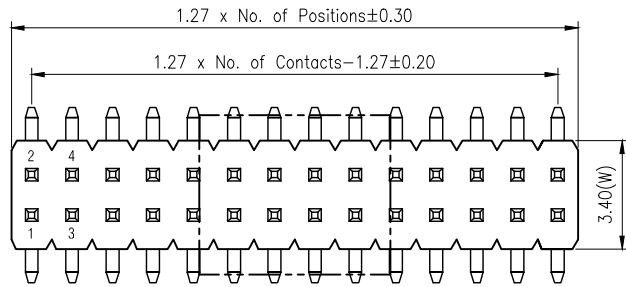 1.27 x No. of Positions±0.30
1.27 x No. of Contacts-1.27±0.20
2 4
1 3
3.40(W)